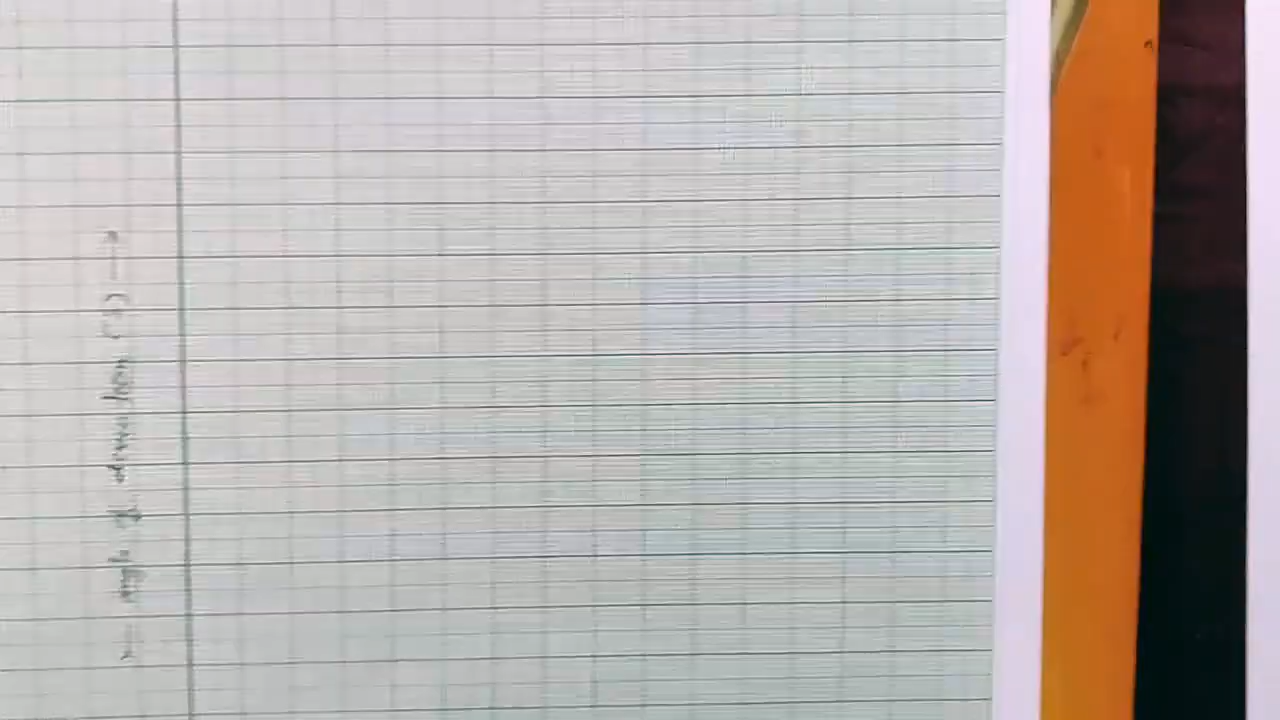 ← angle of deviation (°) →